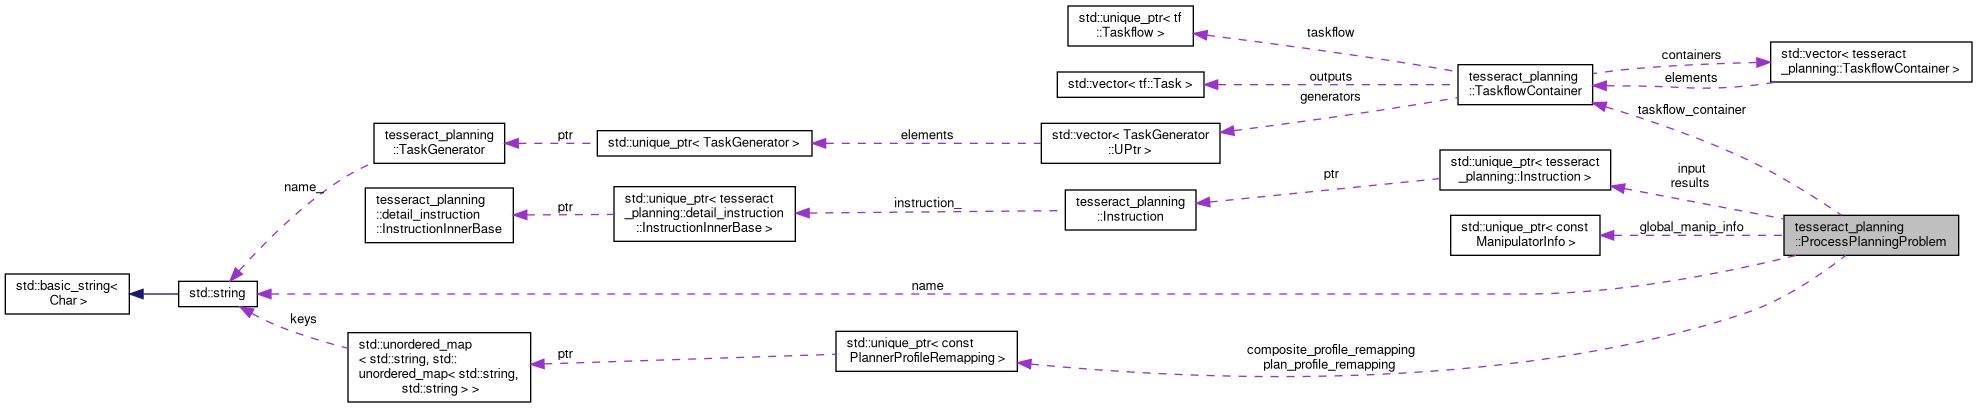 std::unique_ptr< tf
::Taskflow >
taskflow
std::vector< tf::Task >
outputs
generators
tesseract_planning
::TaskflowContainer
containers
elements
std::vector< tesseract
_planning::TaskflowContainer >
taskflow_container
tesseract_planning
::TaskGenerator
ptr
std::unique_ptr< TaskGenerator >
elements
std::vector< TaskGenerator
::UPtr >
name_
tesseract_planning
::detail_instruction
::InstructionInnerBase
ptr
std::unique_ptr< tesseract
_planning::detail_instruction
::InstructionInnerBase >
instruction_
tesseract_planning
::Instruction
ptr
std::unique_ptr< tesseract
_planning::Instruction >
input
results
std::unique_ptr< const
ManipulatorInfo >
global_manip_info
tesseract_planning
::ProcessPlanningProblem
std::basic_string<
Char >
std::string
name
keys
std::unordered_map
< std::string, std::
unordered_map< std::string,
std::string > >
ptr
std::unique_ptr< const
PlannerProfileRemapping >
composite_profile_remapping
plan_profile_remapping